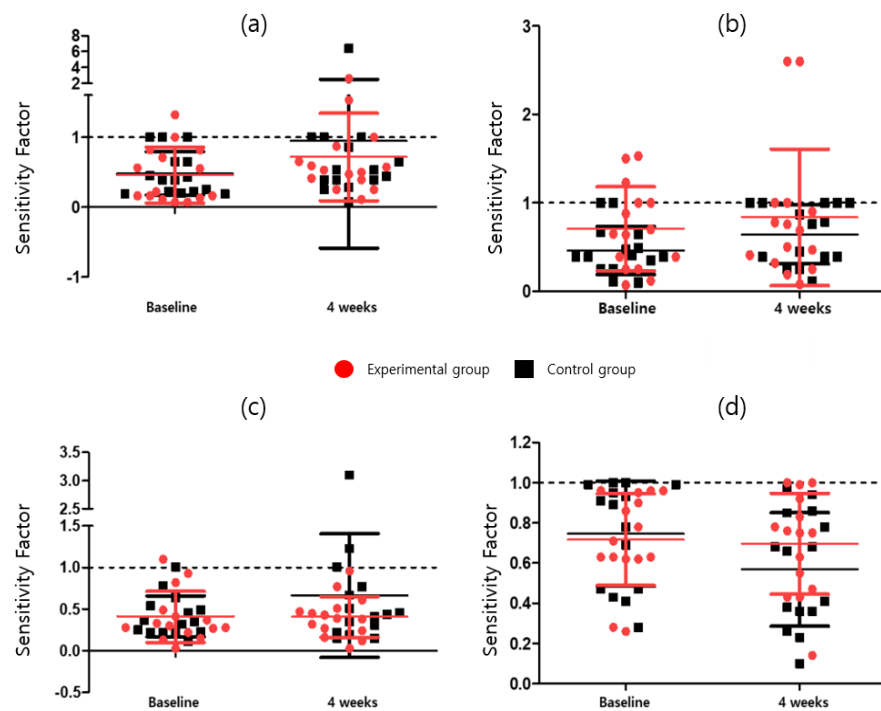 (a)
Sensitivity Factor
8
6
4
2
1
0
-1
Baseline
4 weeks
(b)
Sensitivity Factor
3
2
1
0
Baseline
4 weeks
Experimental group
Control group
(c)
Sensitivity Factor
3.5
3.0
2.5
1.5
1.0
0.5
0.0
-0.5
Baseline
4 weeks
(d)
Sensitivity Factor
1.2
1.0
0.8
0.6
0.4
0.2
0.0
Baseline
4 weeks